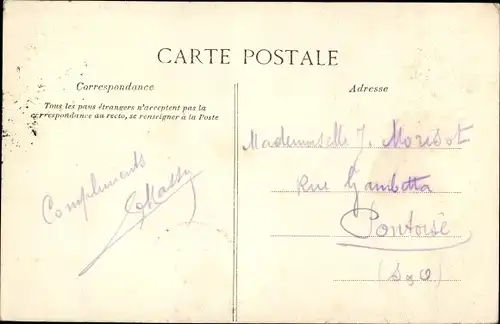 CARTE POSTALE
Correspondance
Tous les pays étrangers n'acceptent pas la
correspondance au recto, se renseigner à la Poste
Compliments
Adresse
Mademoiselle J. Morisot
Rue Gambetta
Pontoise
(S & O)